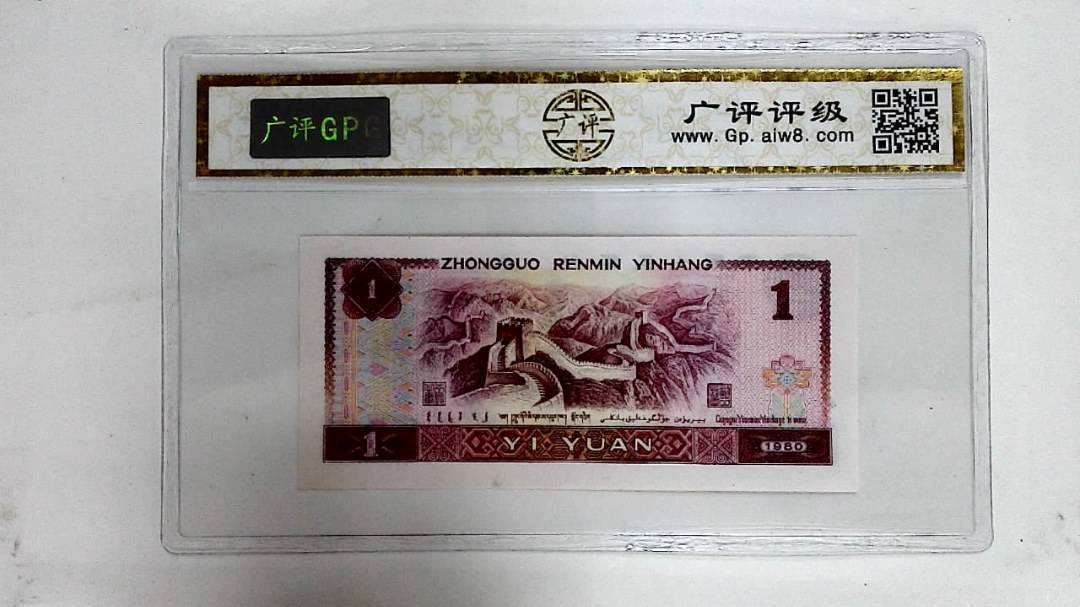 广评GPG
广评
广评评级
www.Gp.aiw8.com
ZHONGGUO RENMIN YINHANG
1
1
1
YI YUAN
1980